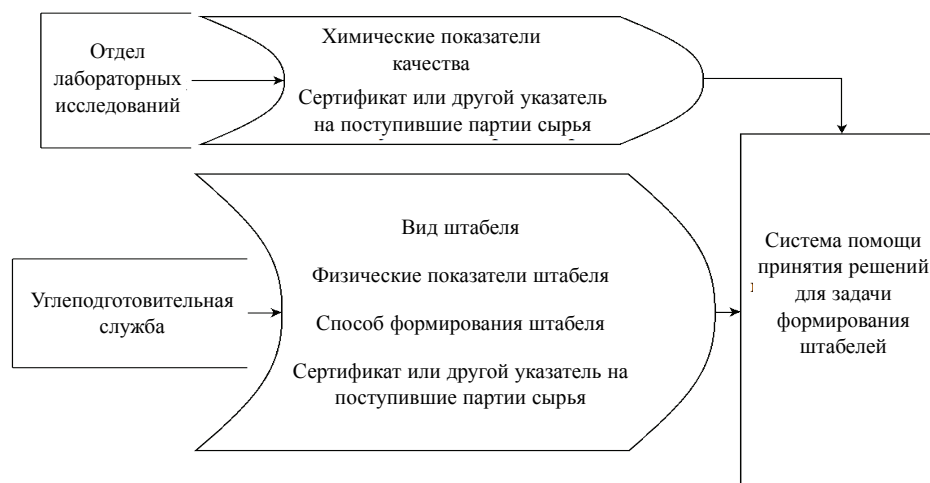 Отдел
лабораторных
исследований
Химические показатели
качества
Сертификат или другой указатель
на поступившие партии сырья
Углеподготовительная
служба
Вид штабеля
Физические показатели штабеля
Способ формирования штабеля
Сертификат или другой указатель на
поступившие партии сырья
Система помощи
принятия решений
для задачи
формирования
штабелей